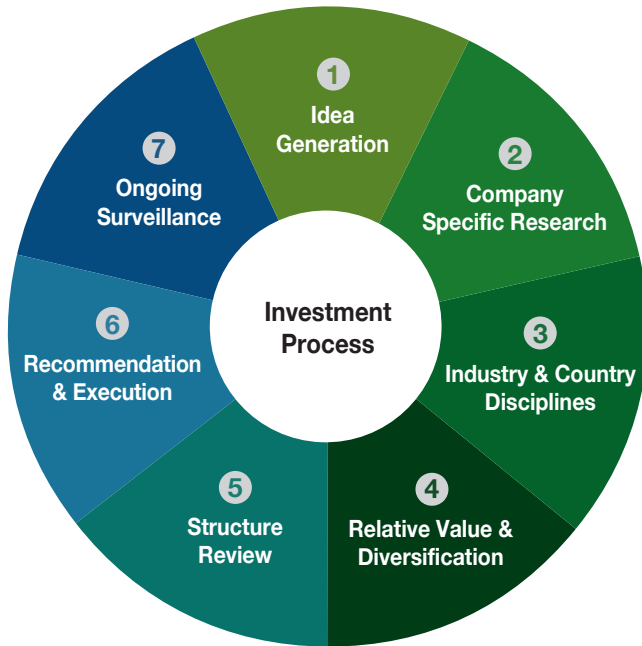 1
Idea
Generation
2
Company
Specific Research
3
Industry & Country
Disciplines
4
Relative Value &
Diversification
5
Structure
Review
6
Recommendation
& Execution
7
Ongoing
Surveillance
Investment
Process